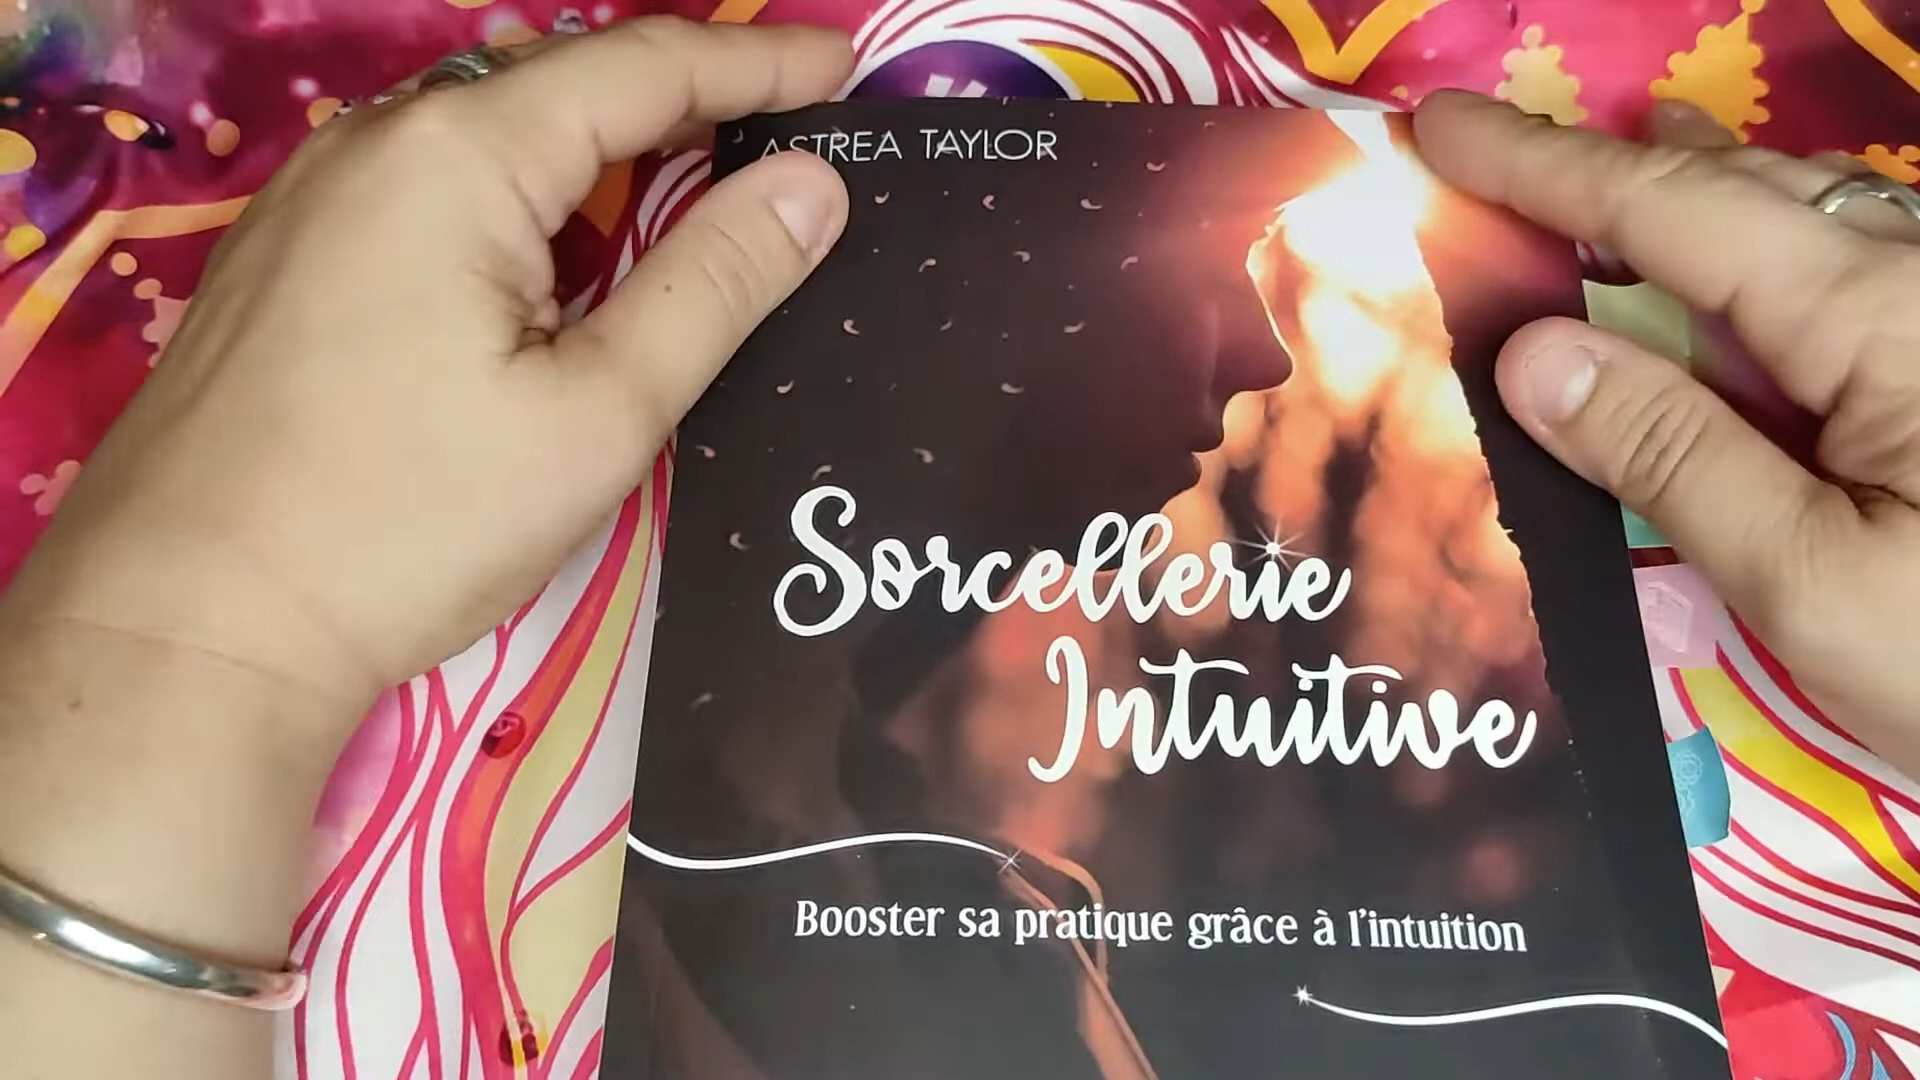 ASTREA TAYLOR
Sorcellerie
Intuitive
Booster sa pratique grâce à l'intuition